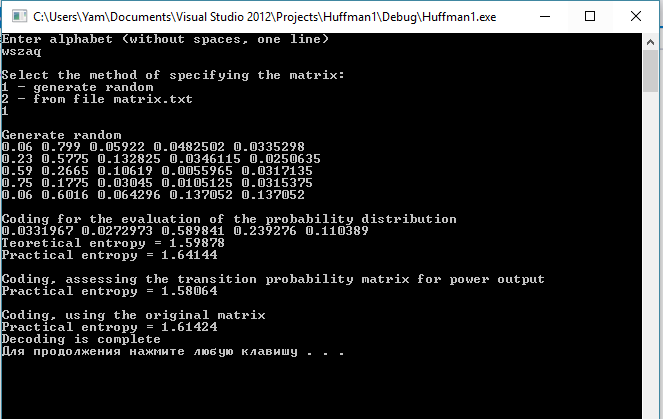 C:\Users\Yam\Documents\Visual Studio 2012\Projects\Huffman1\Debug\Huffman1.exe
Enter alphabet (without spaces, one line)
wszaq
Select the method of specifying the matrix:
1 - generate random
2 - from file matrix.txt
1
Generate random
0.06 0.799 0.05922 0.0482502 0.0335298
0.23 0.5775 0.132825 0.0346115 0.0250635
0.59 0.2665 0.10619 0.0055965 0.0317135
0.75 0.1775 0.03045 0.0105125 0.0315375
0.06 0.6016 0.064296 0.137052 0.137052
Coding for the evaluation of the probability distribution
0.0331967 0.0272973 0.589841 0.239276 0.110389
Teoretical entropy = 1.59878
Practical entropy = 1.64144
Coding, assessing the transition probability matrix for power output
Practical entropy = 1.58064
Coding, using the original matrix
Practical entropy = 1.61424
Decoding is complete
Для продолжения нажмите любую клавишу . . .